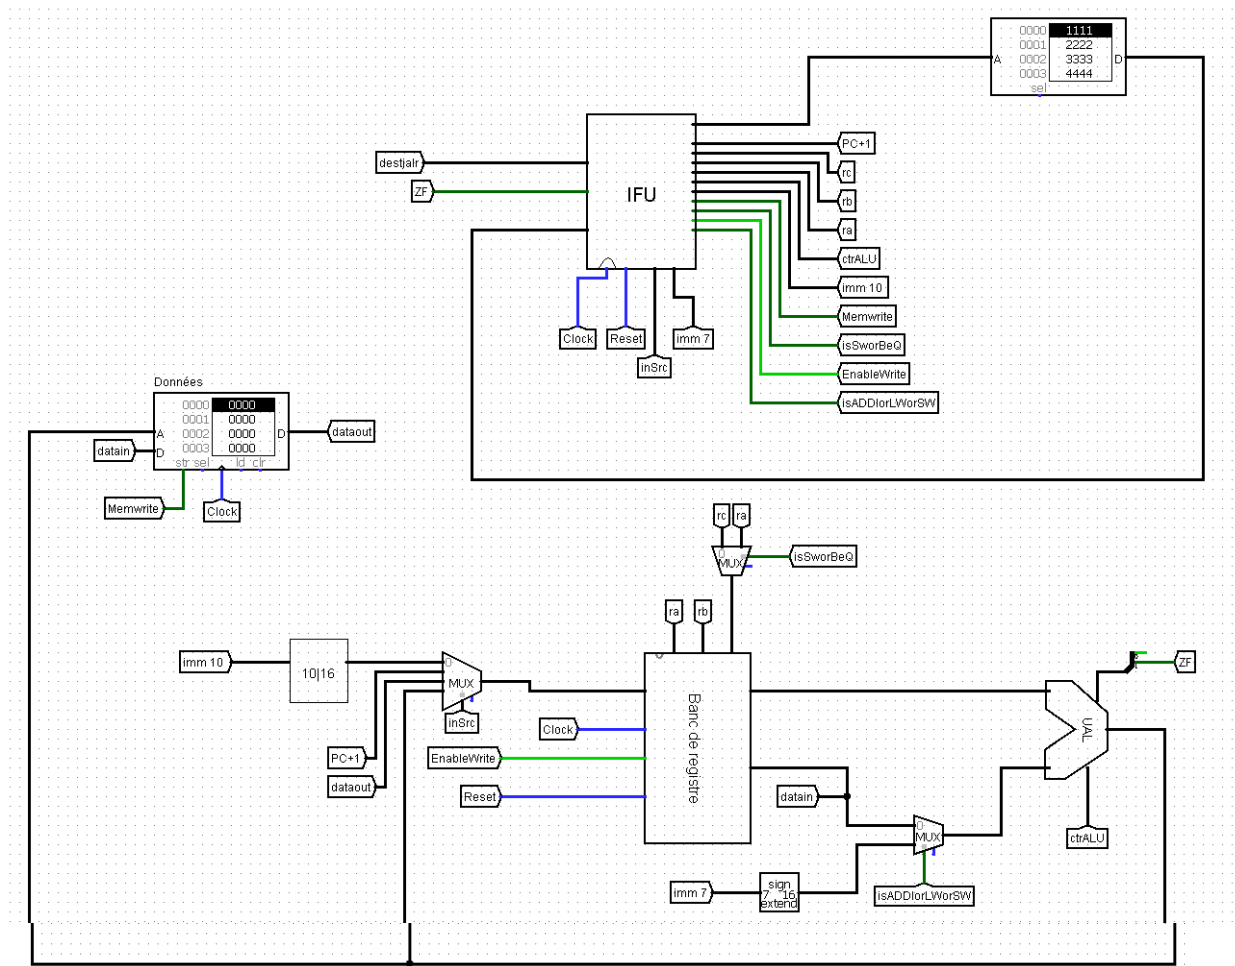 0000 1111
0001 2222
A 0002 3333 D
0003 4444
sel
PC+1
destjalr
rc
ZF
IFU
rb
ra
ctrALU
imm 10
Memwrite
Clock
Reset
imm 7
isSworBeQ
inSrc
EnableWrite
isADDIorLWorSW
Données
0000 0000
0001 0000
A 0002 0000 D
0003 0000
dataout
datain
D
str sel ld clr
Memwrite
Clock
rc
ra
0
MUX
isSworBeQ
ra
rb
0
imm 10
10|16
0
MUX
ZF
inSrc
Banc de registre
Clock
UAL
PC+1
EnableWrite
dataout
Reset
datain
0
MUX
ctrALU
imm 7
sign
7 16
extend
isADDIorLWorSW